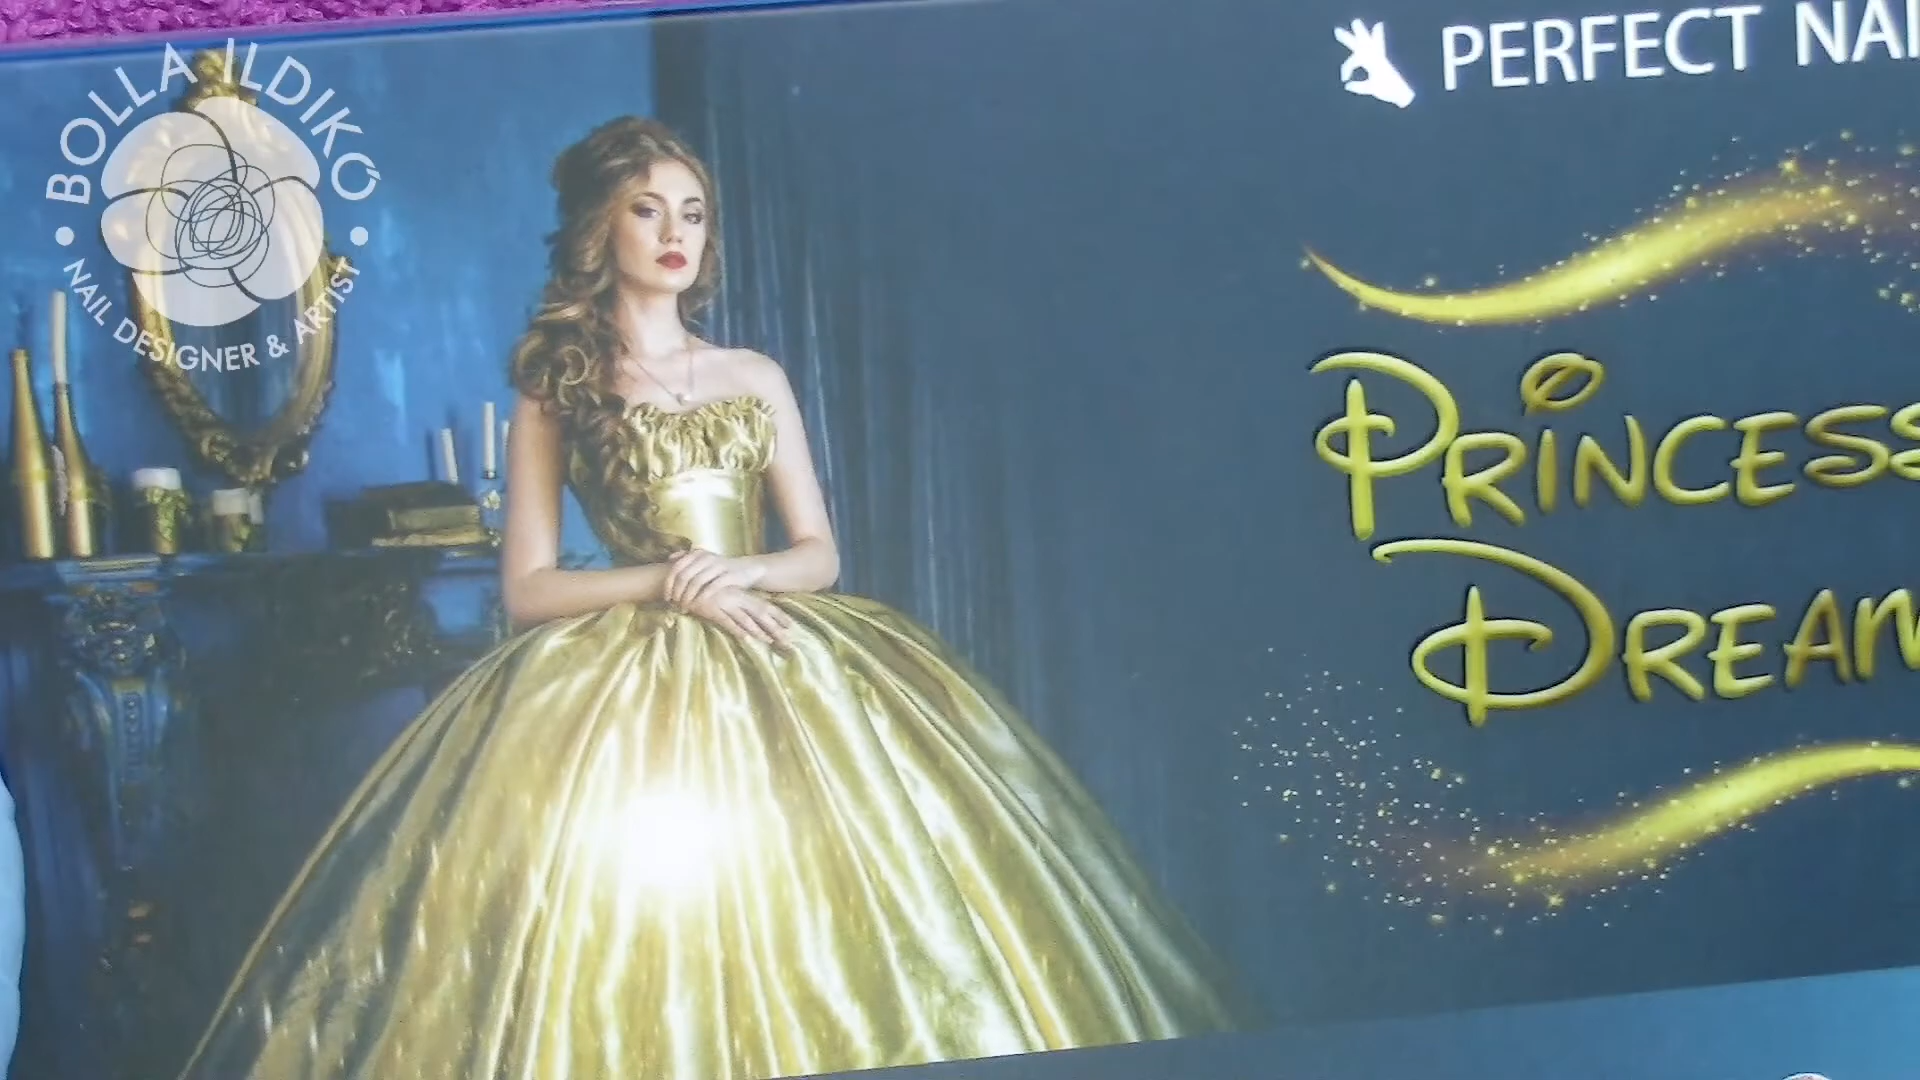 BOLLA ILDIKÓ
• NAIL DESIGNER & ARTIST •
PERFECT NAI
PRINCESS
DREAM